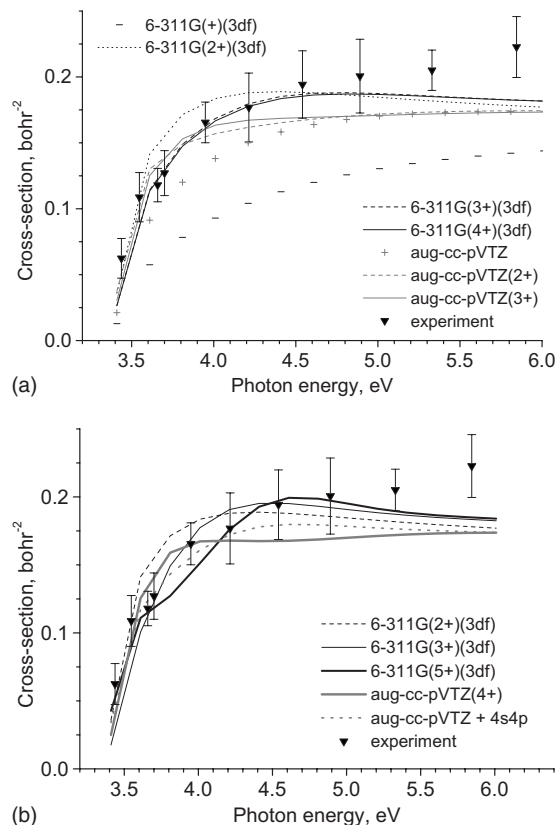 6-311G(+)(3df)
6-311G(2+)(3df)
0.2
0.1
0.0
Cross-section, bohr-2
6-311G(3+)(3df)
6-311G(4+)(3df)
aug-cc-pVTZ
aug-cc-pVTZ(2+)
aug-cc-pVTZ(3+)
experiment
3.5 4.0 4.5 5.0 5.5 6.0
(a)
Photon energy, eV
0.2
0.1
0.0
Cross-section, bohr-2
6-311G(2+)(3df)
6-311G(3+)(3df)
6-311G(5+)(3df)
aug-cc-pVTZ(4+)
aug-cc-pVTZ + 4s4p
experiment
3.5 4.0 4.5 5.0 5.5 6.0
(b)
Photon energy, eV